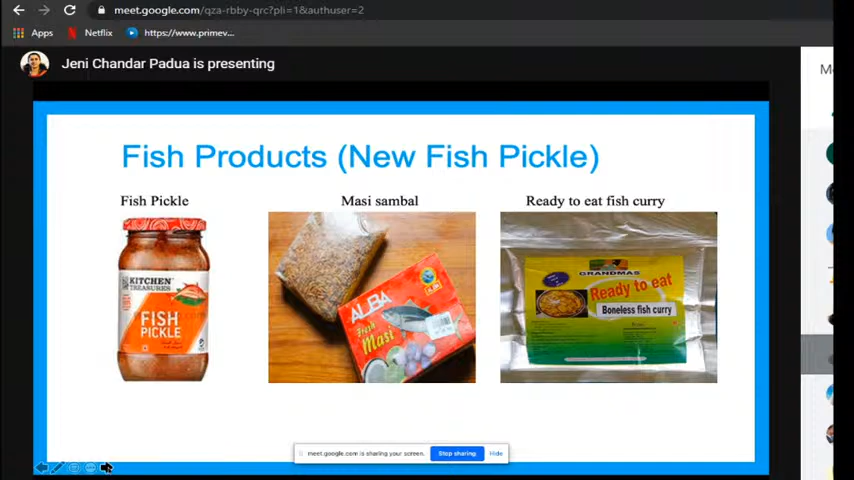 meet.google.com/qza-rbby-qrc?pli=1&authuser=2
Apps
Netflix
https://www.primev...
Jeni Chandar Padua is presenting
Fish Products (New Fish Pickle)
Fish Pickle
Masi sambal
Ready to eat fish curry
KITCHEN
TREASURES
FISH
PICKLE
ALBA
Fresh
Masi
GRANDMAS
Ready to eat
Boneless fish curry
meet.google.com is sharing your screen.
Stop sharing
Hide